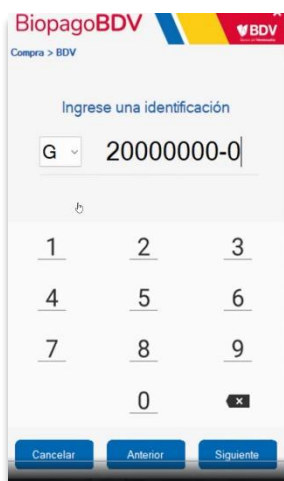 BiopagoBDV
BDV
Compra > BDV
Ingrese una identificación
G 20000000-0
1 2 3
4 5 6
7 8 9
0
Cancelar Anterior Siguiente